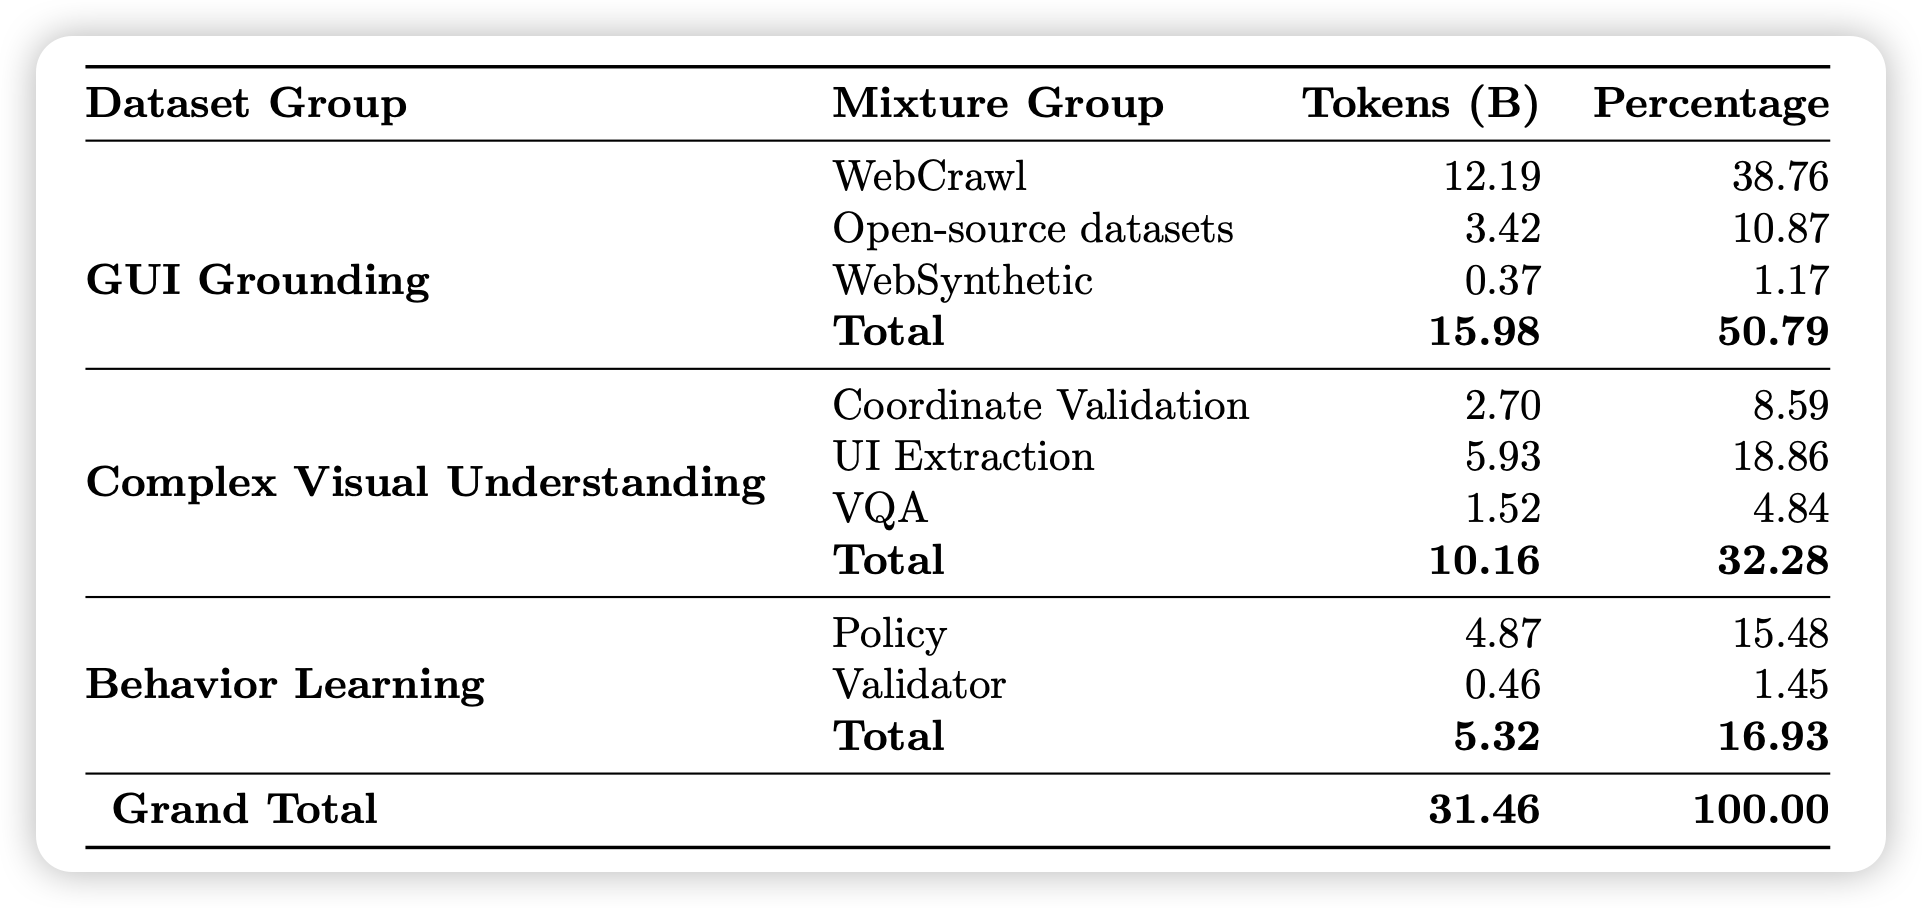 Dataset Group Mixture Group Tokens (B) Percentage
WebCrawl 12.19 38.76
Open-source datasets 3.42 10.87
GUI Grounding WebSynthetic 0.37 1.17
Total 15.98 50.79
Coordinate Validation 2.70 8.59
UI Extraction 5.93 18.86
Complex Visual Understanding
VQA 1.52 4.84
Total 10.16 32.28
Policy 4.87 15.48
Behavior Learning Validator 0.46 1.45
Total 5.32 16.93
Grand Total 31.46 100.00